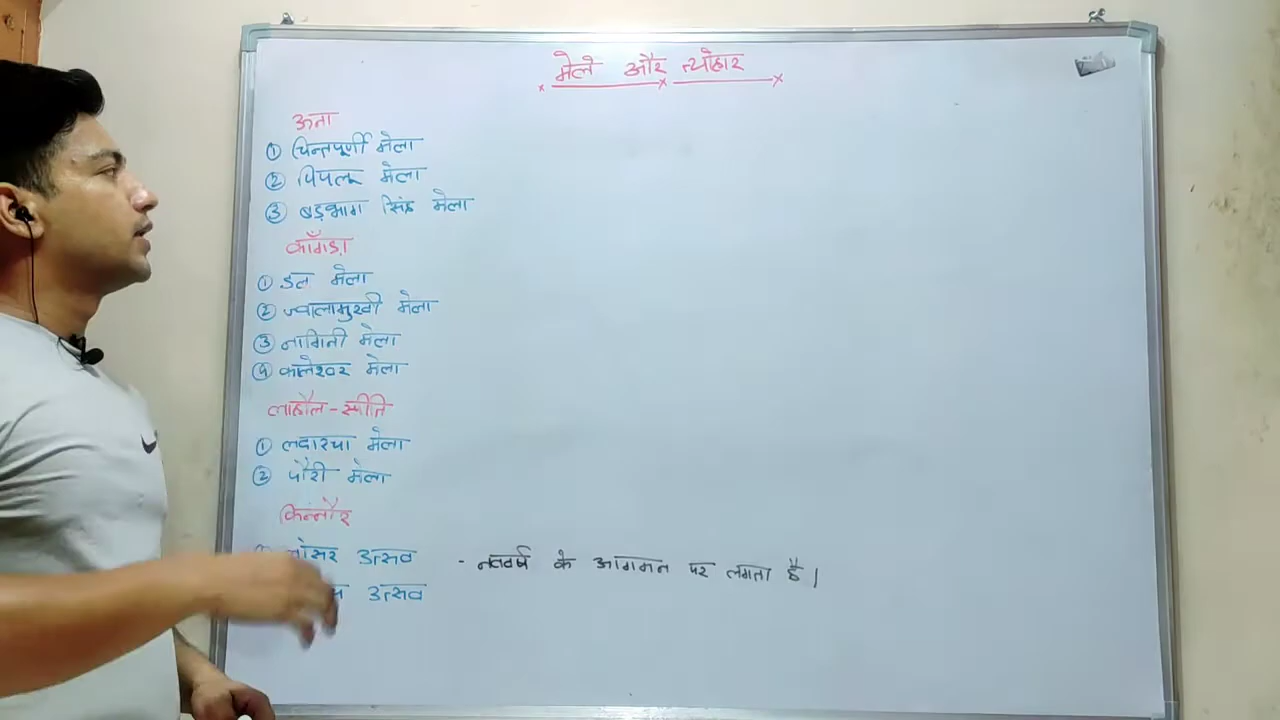 मेले और त्योहार
ऊना
① चिन्तपूर्णी मेला
② पिपलू मेला
③ बड़भाग सिंह मेला
काँगड़ा
① डल मेला
② ज्वालामुखी मेला
③ नागिनी मेला
④ कालेश्वर मेला
लाहौल-स्पीति
① लदारचा मेला
② पौरी मेला
किन्नौर
उत्सव - नववर्ष के आगमन पर लगता है।
उत्सव